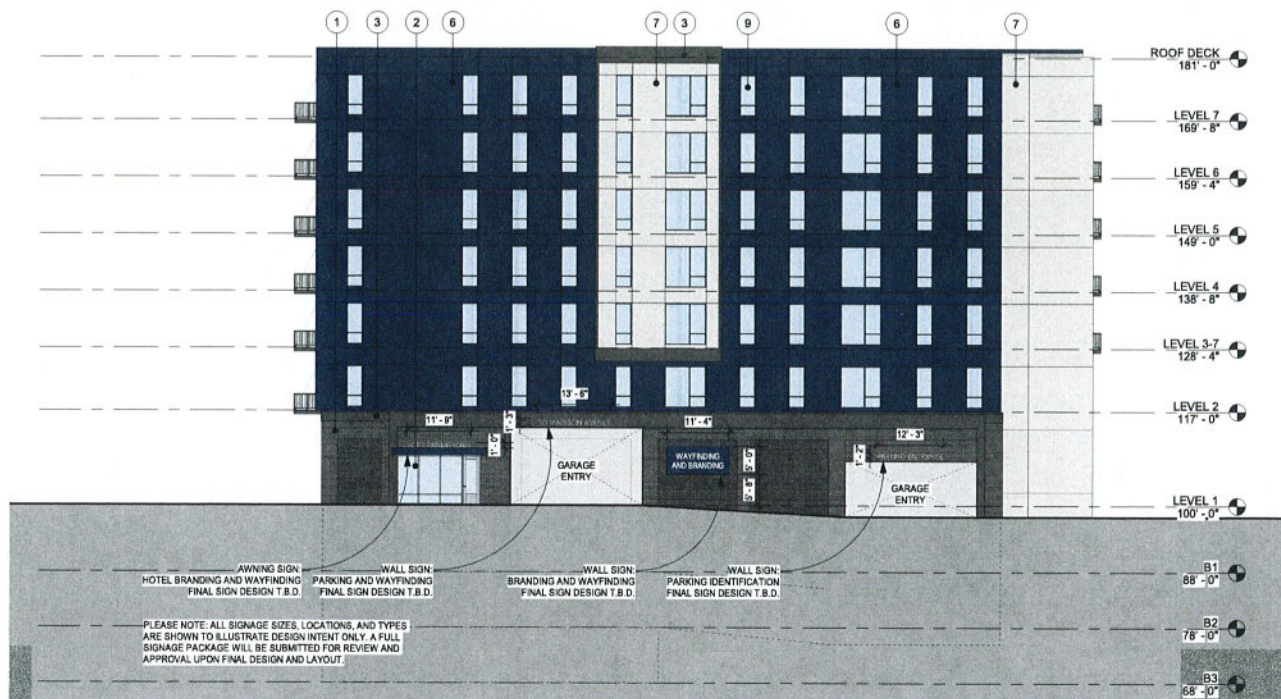 1
3
2
6
7
3
9
6
7
ROOF DECK
181' - 0"
LEVEL 7
169' - 8"
LEVEL 6
159' - 4"
LEVEL 5
149' - 0"
LEVEL 4
138' - 8"
LEVEL 3-7
128' - 4"
LEVEL 2
117' - 0"
13' - 6"
11' - 9"
1' - 3"
1' - 0"
TO MADISON AVENUE
11' - 4"
12' - 3"
1' - 2"
PARKING ENTRANCE
WAYFINDING
AND BRANDING
5' - 0"
5' - 8"
GARAGE
ENTRY
GARAGE
ENTRY
LEVEL 1
100' - 0"
AWNING SIGN:
HOTEL BRANDING AND WAYFINDING
FINAL SIGN DESIGN T.B.D.
WALL SIGN:
PARKING AND WAYFINDING
FINAL SIGN DESIGN T.B.D.
WALL SIGN:
BRANDING AND WAYFINDING
FINAL SIGN DESIGN T.B.D.
WALL SIGN:
PARKING IDENTIFICATION
FINAL SIGN DESIGN T.B.D.
B1
88' - 0"
B2
78' - 0"
B3
68' - 0"
PLEASE NOTE: ALL SIGNAGE SIZES, LOCATIONS, AND TYPES
ARE SHOWN TO ILLUSTRATE DESIGN INTENT ONLY. A FULL
SIGNAGE PACKAGE WILL BE SUBMITTED FOR REVIEW AND
APPROVAL UPON FINAL DESIGN AND LAYOUT.